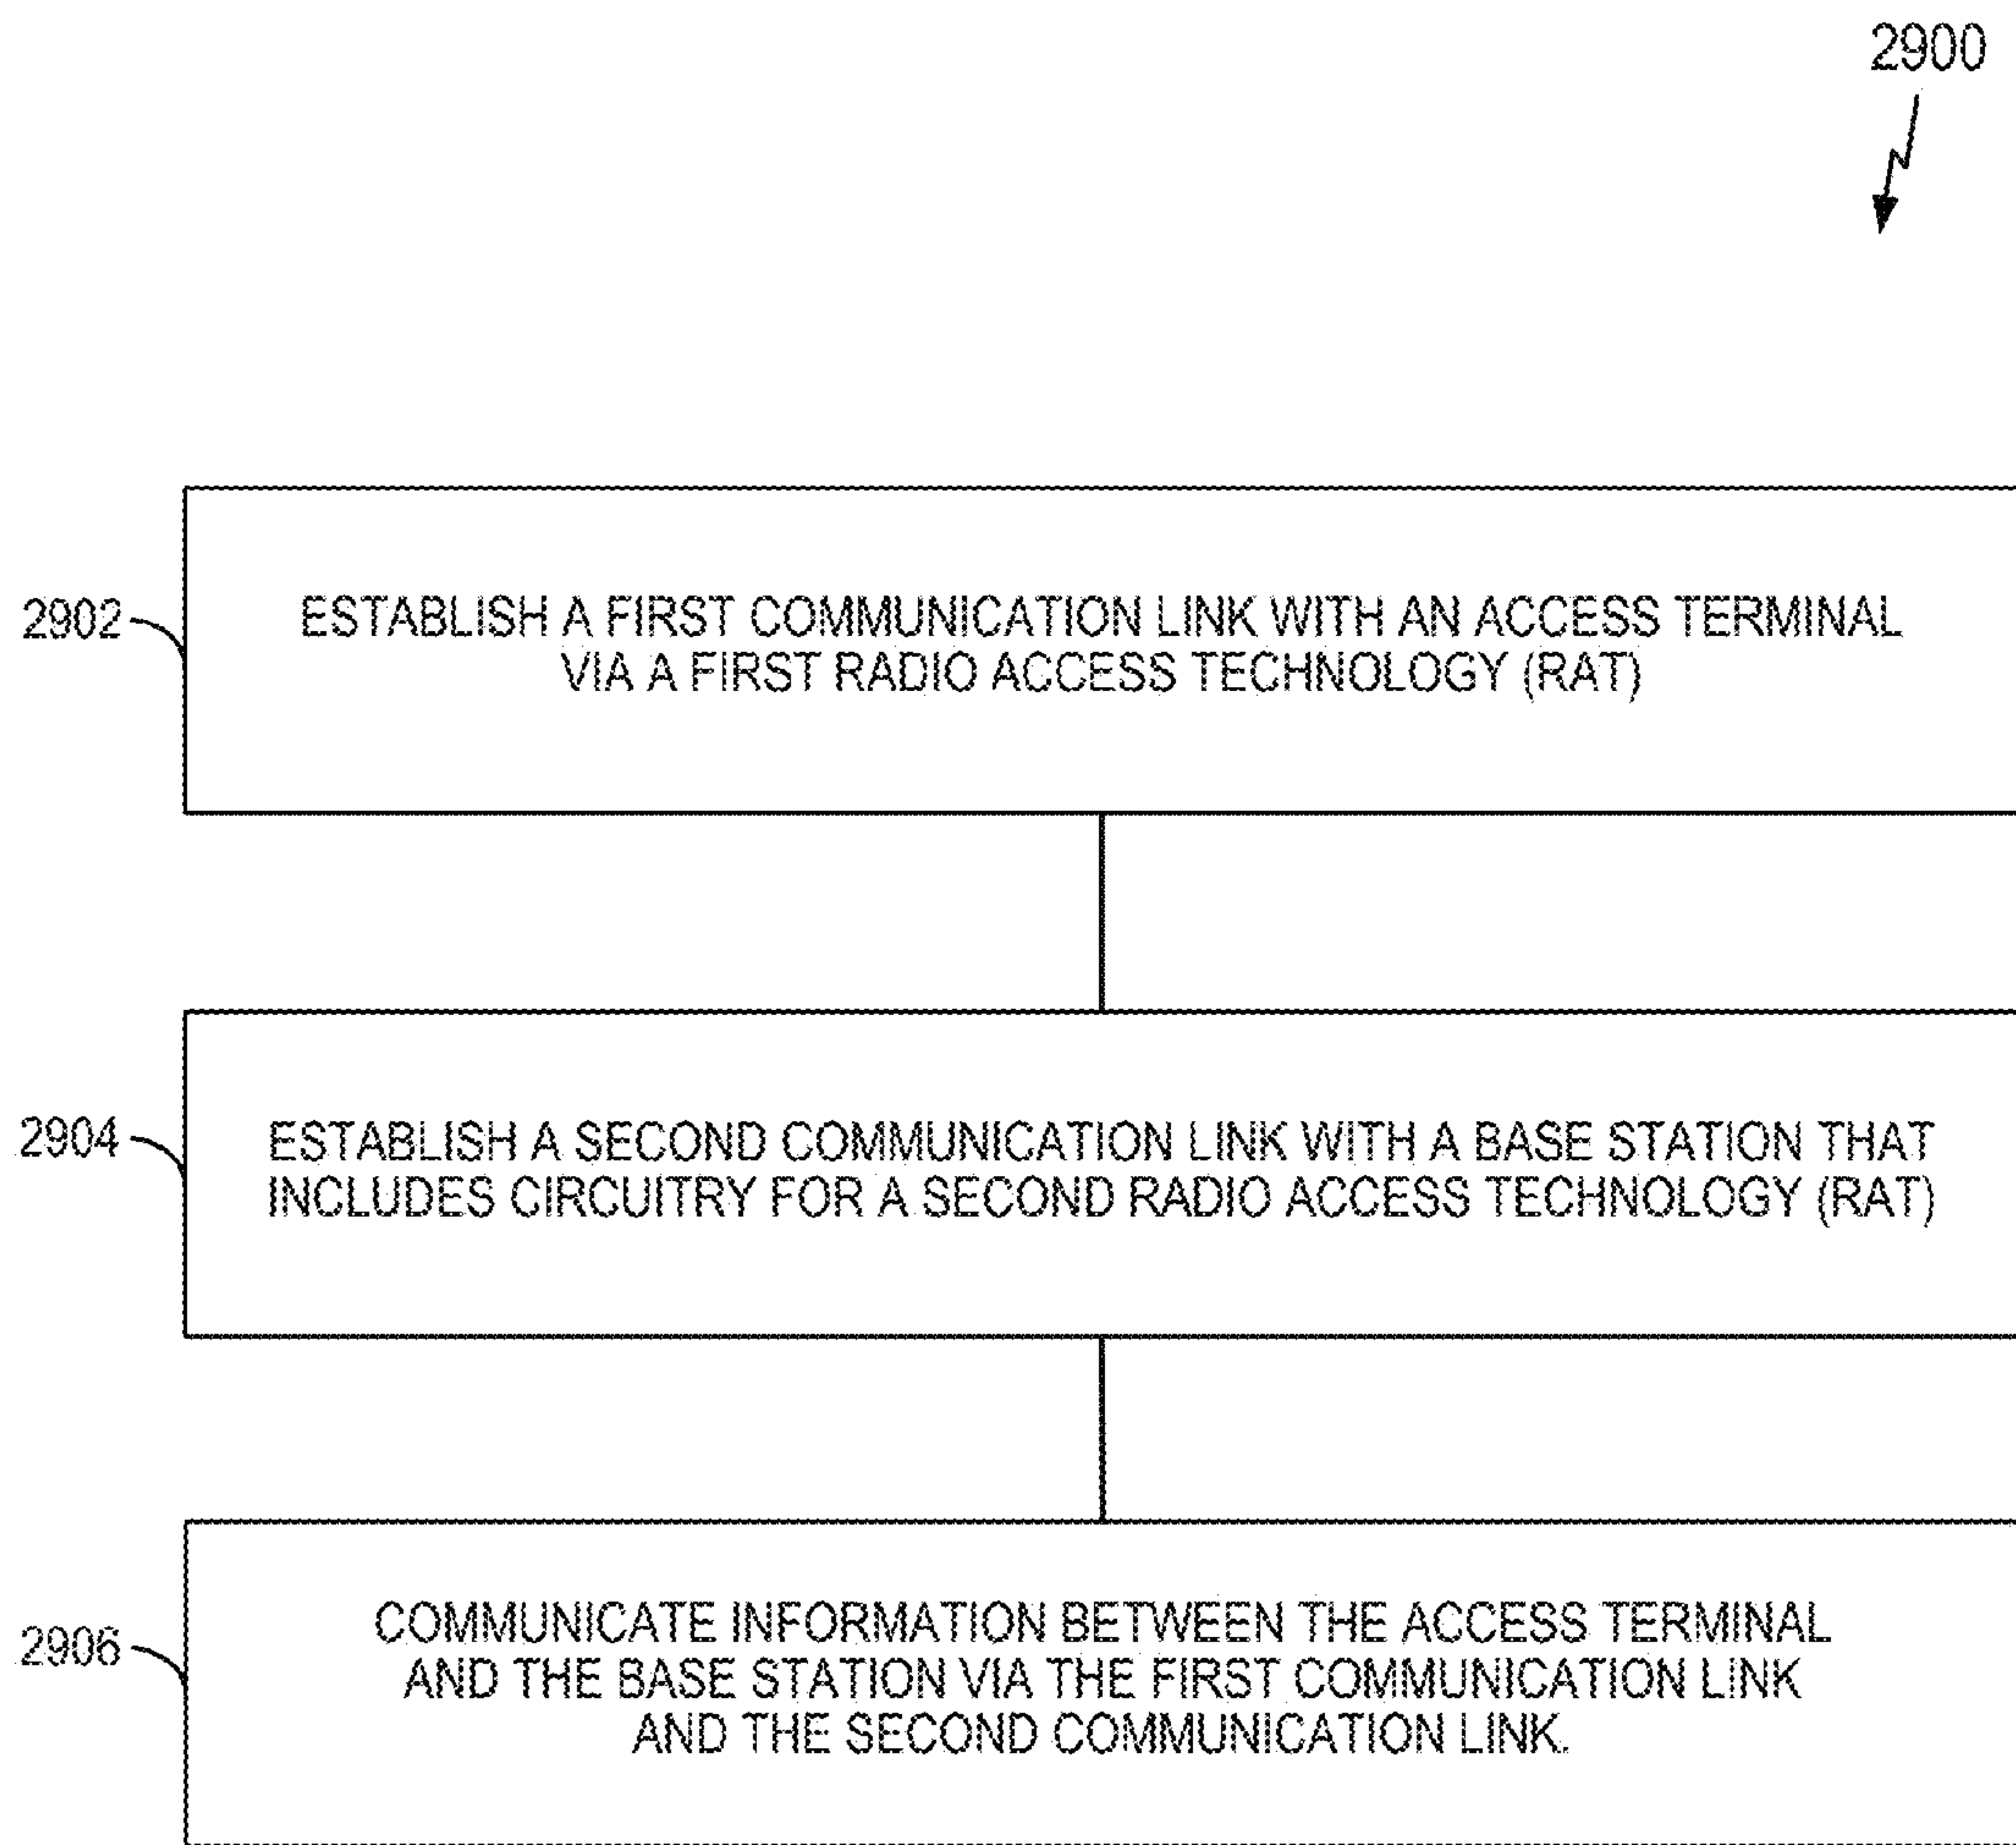 2900
2902
ESTABLISH A FIRST COMMUNICATION LINK WITH AN ACCESS TERMINAL
VIA A FIRST RADIO ACCESS TECHNOLOGY (RAT)
2904
ESTABLISH A SECOND COMMUNICATION LINK WITH A BASE STATION THAT
INCLUDES CIRCUITRY FOR A SECOND RADIO ACCESS TECHNOLOGY (RAT)
2906
COMMUNICATE INFORMATION BETWEEN THE ACCESS TERMINAL
AND THE BASE STATION VIA THE FIRST COMMUNICATION LINK
AND THE SECOND COMMUNICATION LINK.